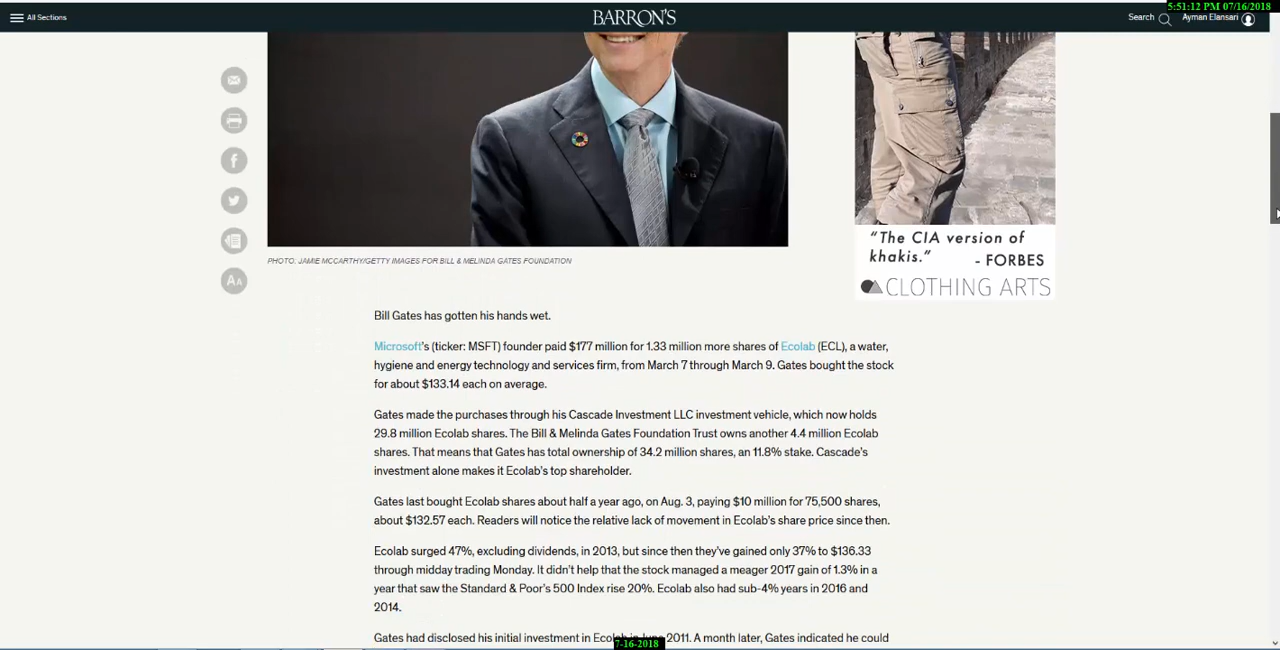 5:51:12 PM 07/16/2018
All Sections
BARRON'S
Search
Ayman Elansari
"The CIA version of
khakis."
- FORBES
CLOTHING ARTS
PHOTO: JAMIE MCCARTHY/GETTY IMAGES FOR BILL & MELINDA GATES FOUNDATION
AA
Bill Gates has gotten his hands wet.
Microsoft's (ticker: MSFT) founder paid $177 million for 1.33 million more shares of Ecolab (ECL), a water,
hygiene and energy technology and services firm, from March 7 through March 9. Gates bought the stock
for about $133.14 each on average.
Gates made the purchases through his Cascade Investment LLC investment vehicle, which now holds
29.8 million Ecolab shares. The Bill & Melinda Gates Foundation Trust owns another 4.4 million Ecolab
shares. That means that Gates has total ownership of 34.2 million shares, an 11.8% stake. Cascade's
investment alone makes it Ecolab's top shareholder.
Gates last bought Ecolab shares about half a year ago, on Aug. 3, paying $10 million for 75,500 shares,
about $132.57 each. Readers will notice the relative lack of movement in Ecolab's share price since then.
Ecolab surged 47%, excluding dividends, in 2013, but since then they've gained only 37% to $136.33
through midday trading Monday. It didn't help that the stock managed a meager 2017 gain of 1.3% in a
year that saw the Standard & Poor's 500 Index rise 20%. Ecolab also had sub-4% years in 2016 and
2014.
Gates had disclosed his initial investment in Ecolab in June 2011. A month later, Gates indicated he could
7-16-2018